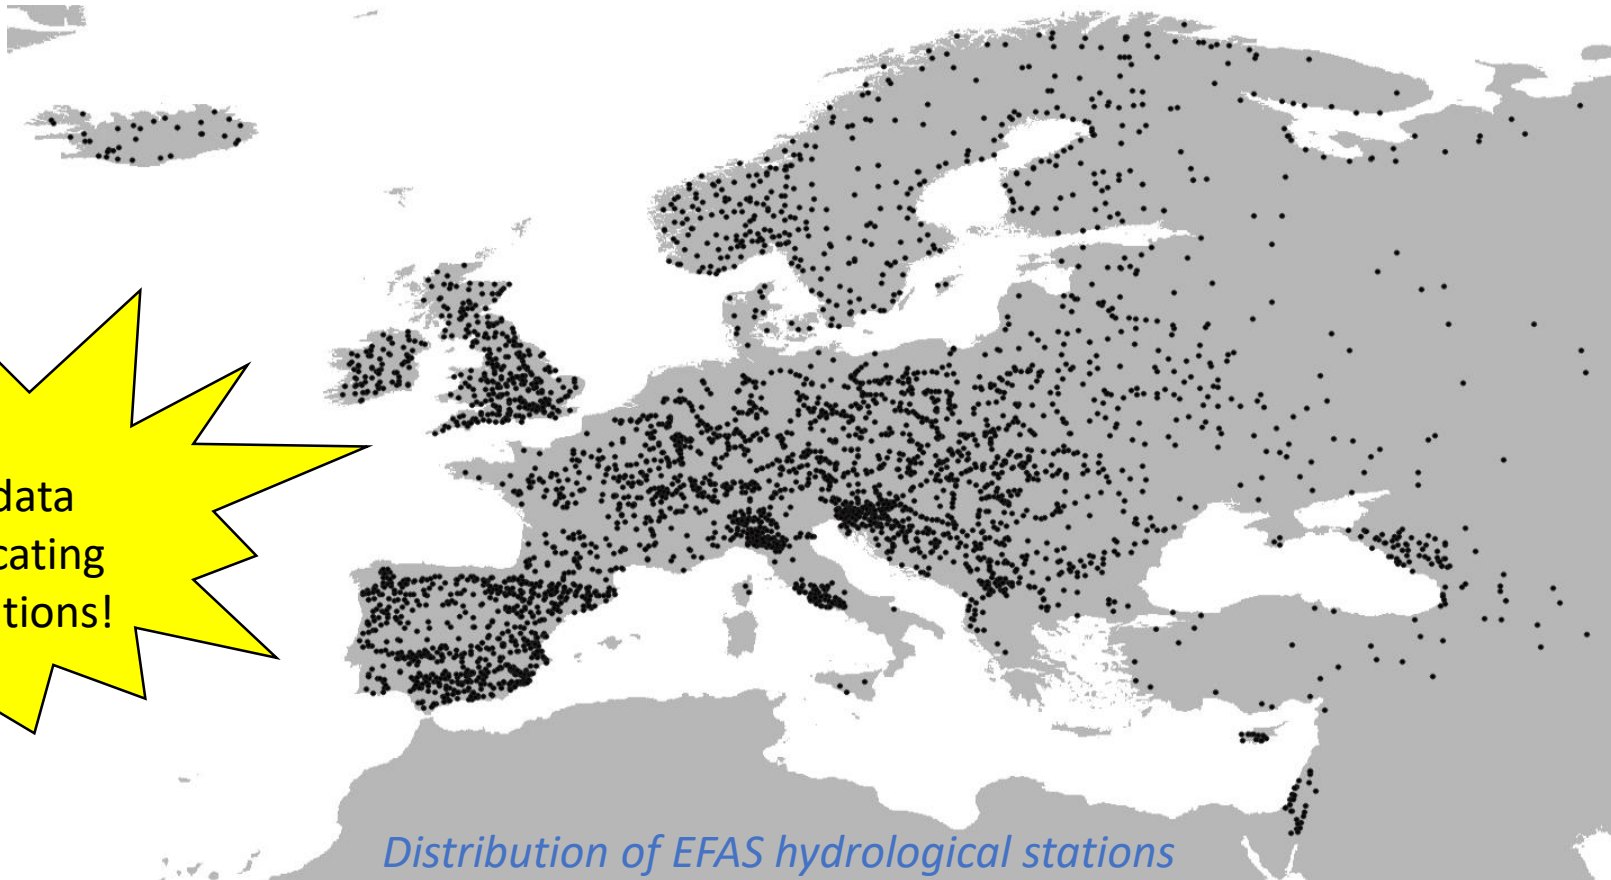 data
cating
tions!
Distribution of EFAS hydrological stations